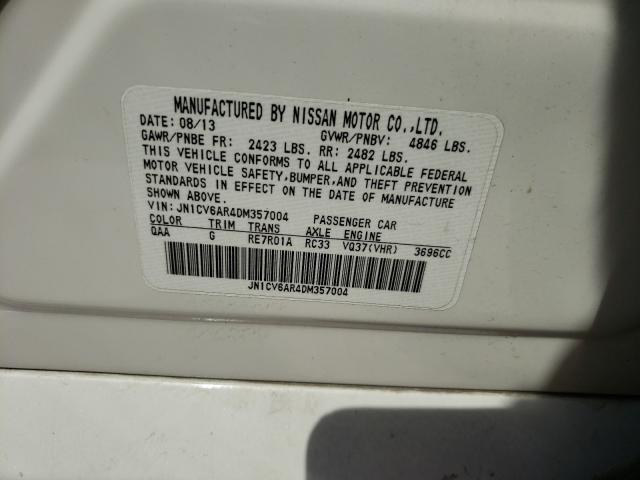 MANUFACTURED BY NISSAN MOTOR CO.,LTD.
DATE: 08/13 GVWR/PNBV: 4846 LBS.
GAWR/PNBE FR: 2423 LBS. RR: 2482 LBS.
THIS VEHICLE CONFORMS TO ALL APPLICABLE FEDERAL
MOTOR VEHICLE SAFETY,BUMPER,AND THEFT PREVENTION
STANDARDS IN EFFECT ON THE DATE OF MANUFACTURE
SHOWN ABOVE.
VIN: JN1CV6AR4DM357004 PASSENGER CAR
COLOR TRIM TRANS AXLE ENGINE
QAA G RE7R01A RC33 VQ37(VHR) 3696CC
JN1CV6AR4DM357004